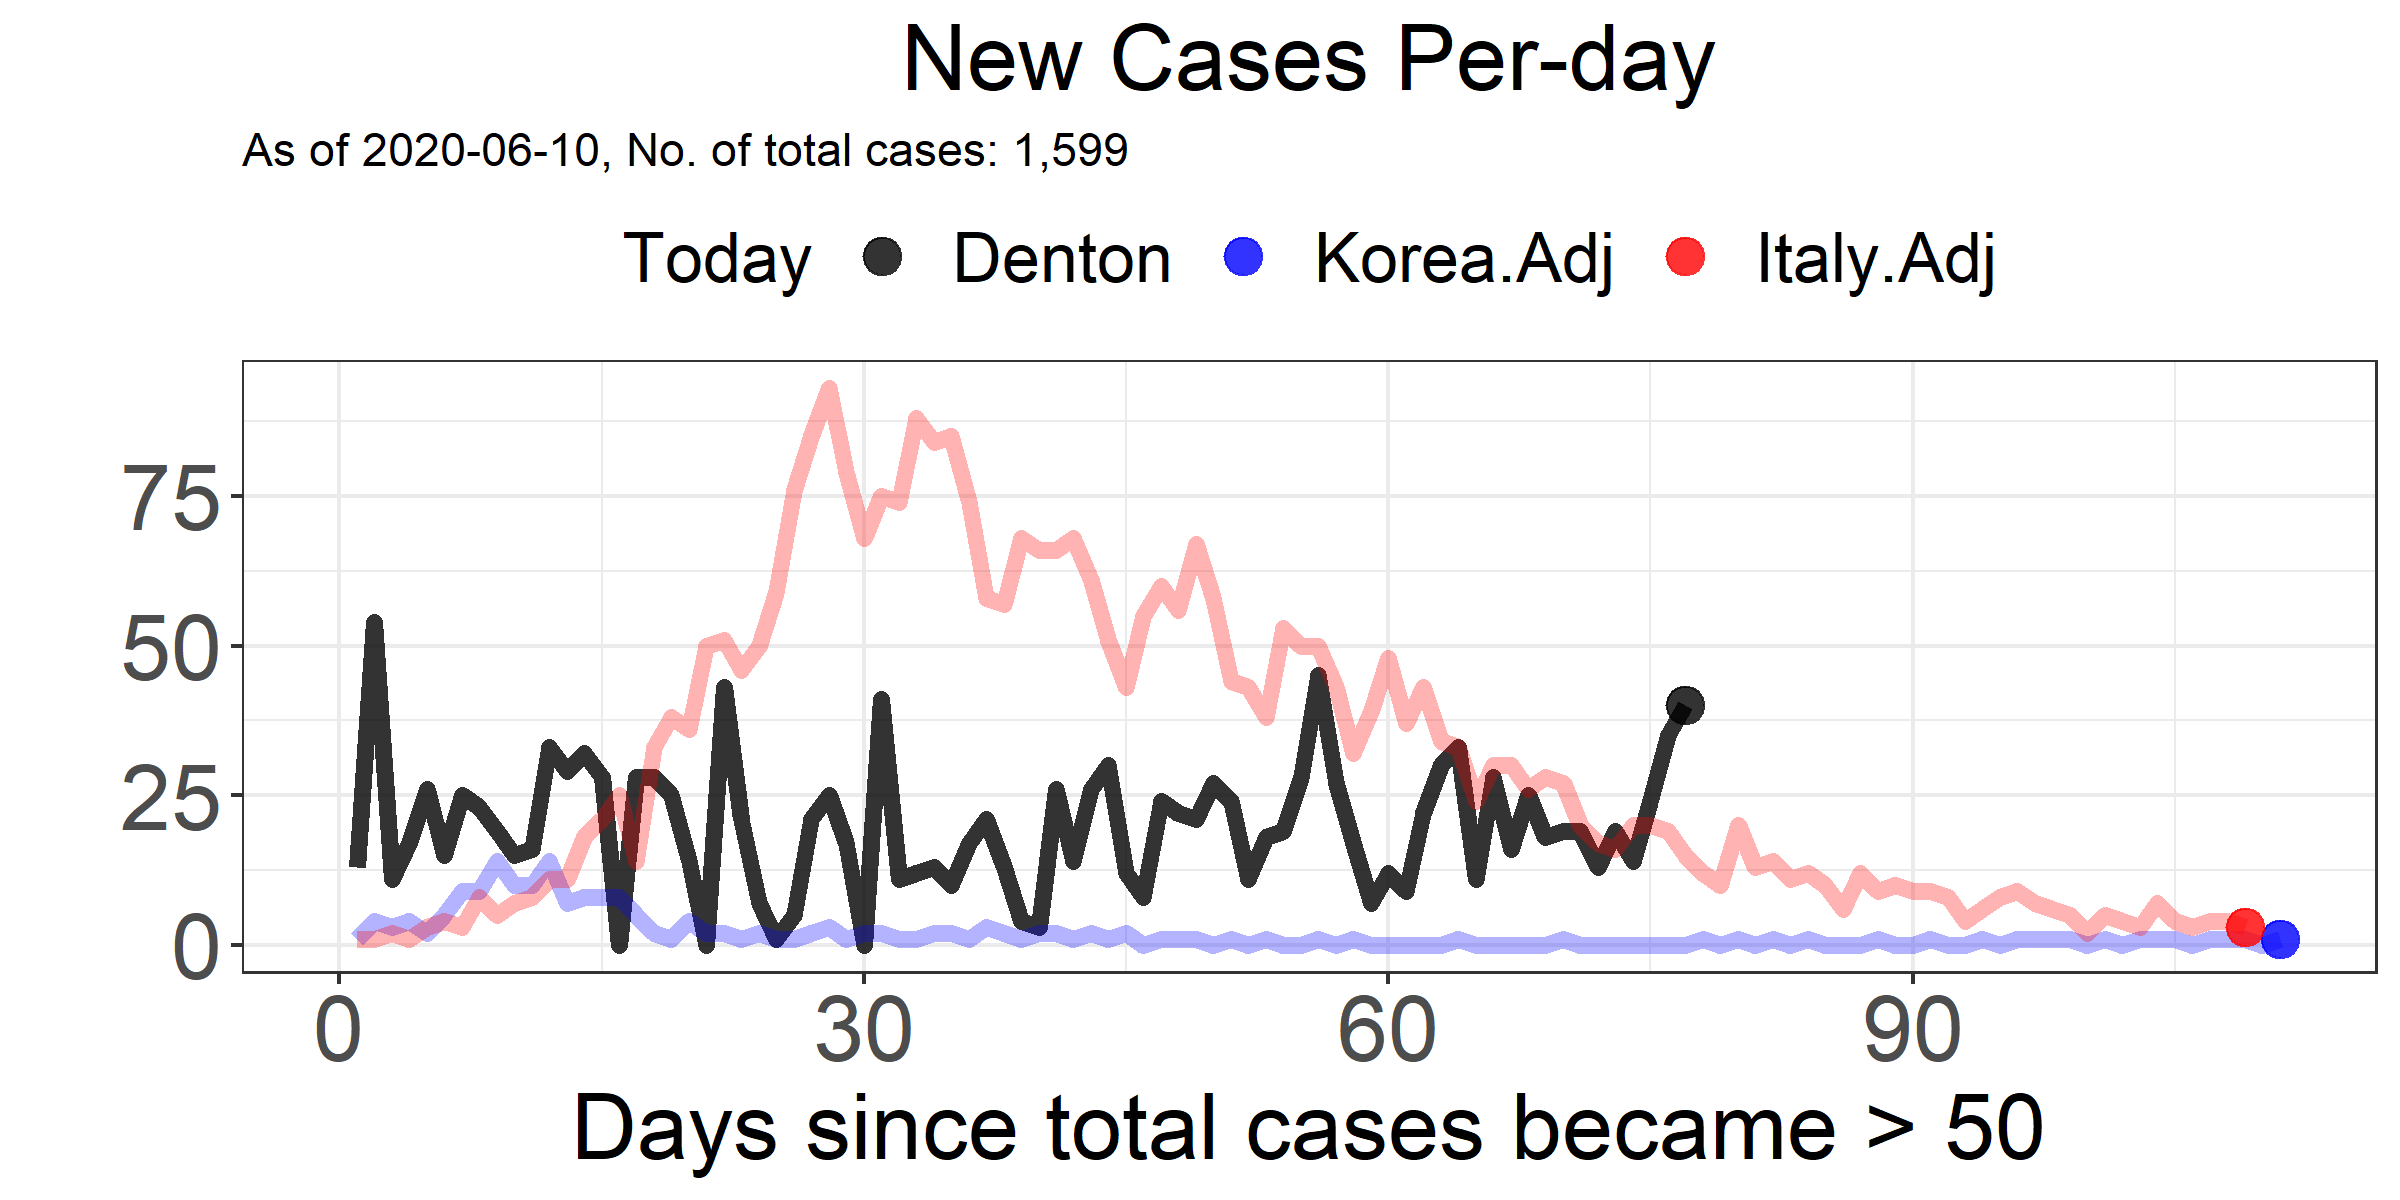 New Cases Per-day
As of 2020-06-10, No. of total cases: 1,599
Today Denton Korea.Adj Italy.Adj
75
50
25
0
0 30 60 90
Days since total cases became > 50